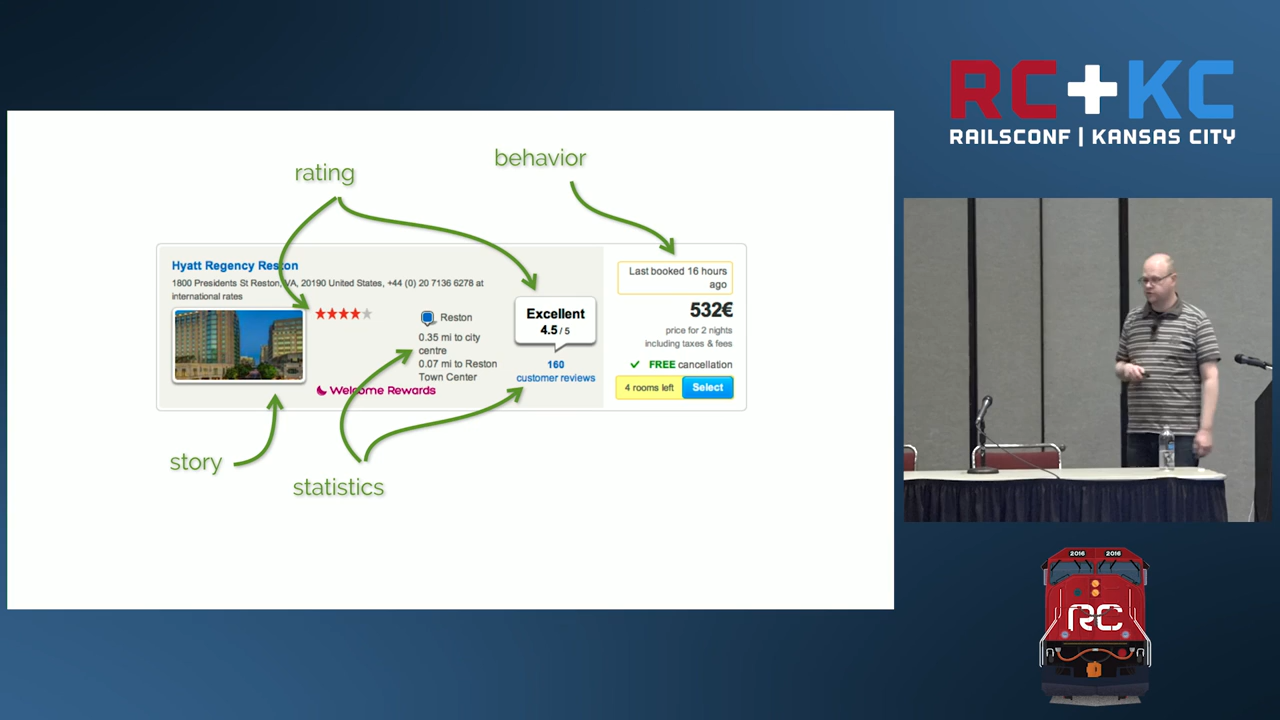 RC+KC
RAILSCONF | KANSAS CITY
behavior
rating
Hyatt Regency Reston
1800 Presidents St Reston, VA, 20190 United States, +44 (0) 20 7136 6278 at
international rates
Reston
0.35 mi to city
centre
0.07 mi to Reston
Town Center
Welcome Rewards
Excellent
4.5 / 5
160
customer reviews
Last booked 16 hours
ago
532€
price for 2 nights
including taxes & fees
FREE cancellation
4 rooms left
Select
story
statistics
2016 2016
RC